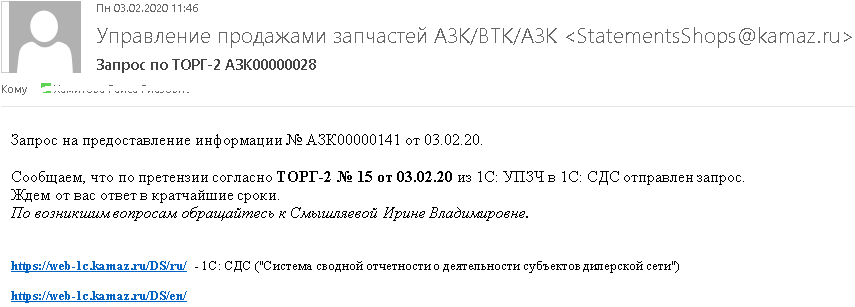 Пн 03.02.2020 11:46
Управление продажами запчастей АЗК/ВТК/АЗК <StatementsShops@kamaz.ru>
Запрос по ТОРГ-2 АЗК00000028
Кому
Запрос на предоставление информации № АЗК00000141 от 03.02.20.
Сообщаем, что по претензии согласно ТОРГ-2 № 15 от 03.02.20 из 1С: УПЗЧ в 1С: СДС отправлен запрос.
Ждем от вас ответ в кратчайшие сроки.
По возникшим вопросам обращайтесь к Смышляевой Ирине Владимировне.
https://web-1c.kamaz.ru/DS/ru/ - 1С: СДС ("Система сводной отчетности о деятельности субъектов дилерской сети")
https://web-1c.kamaz.ru/DS/en/